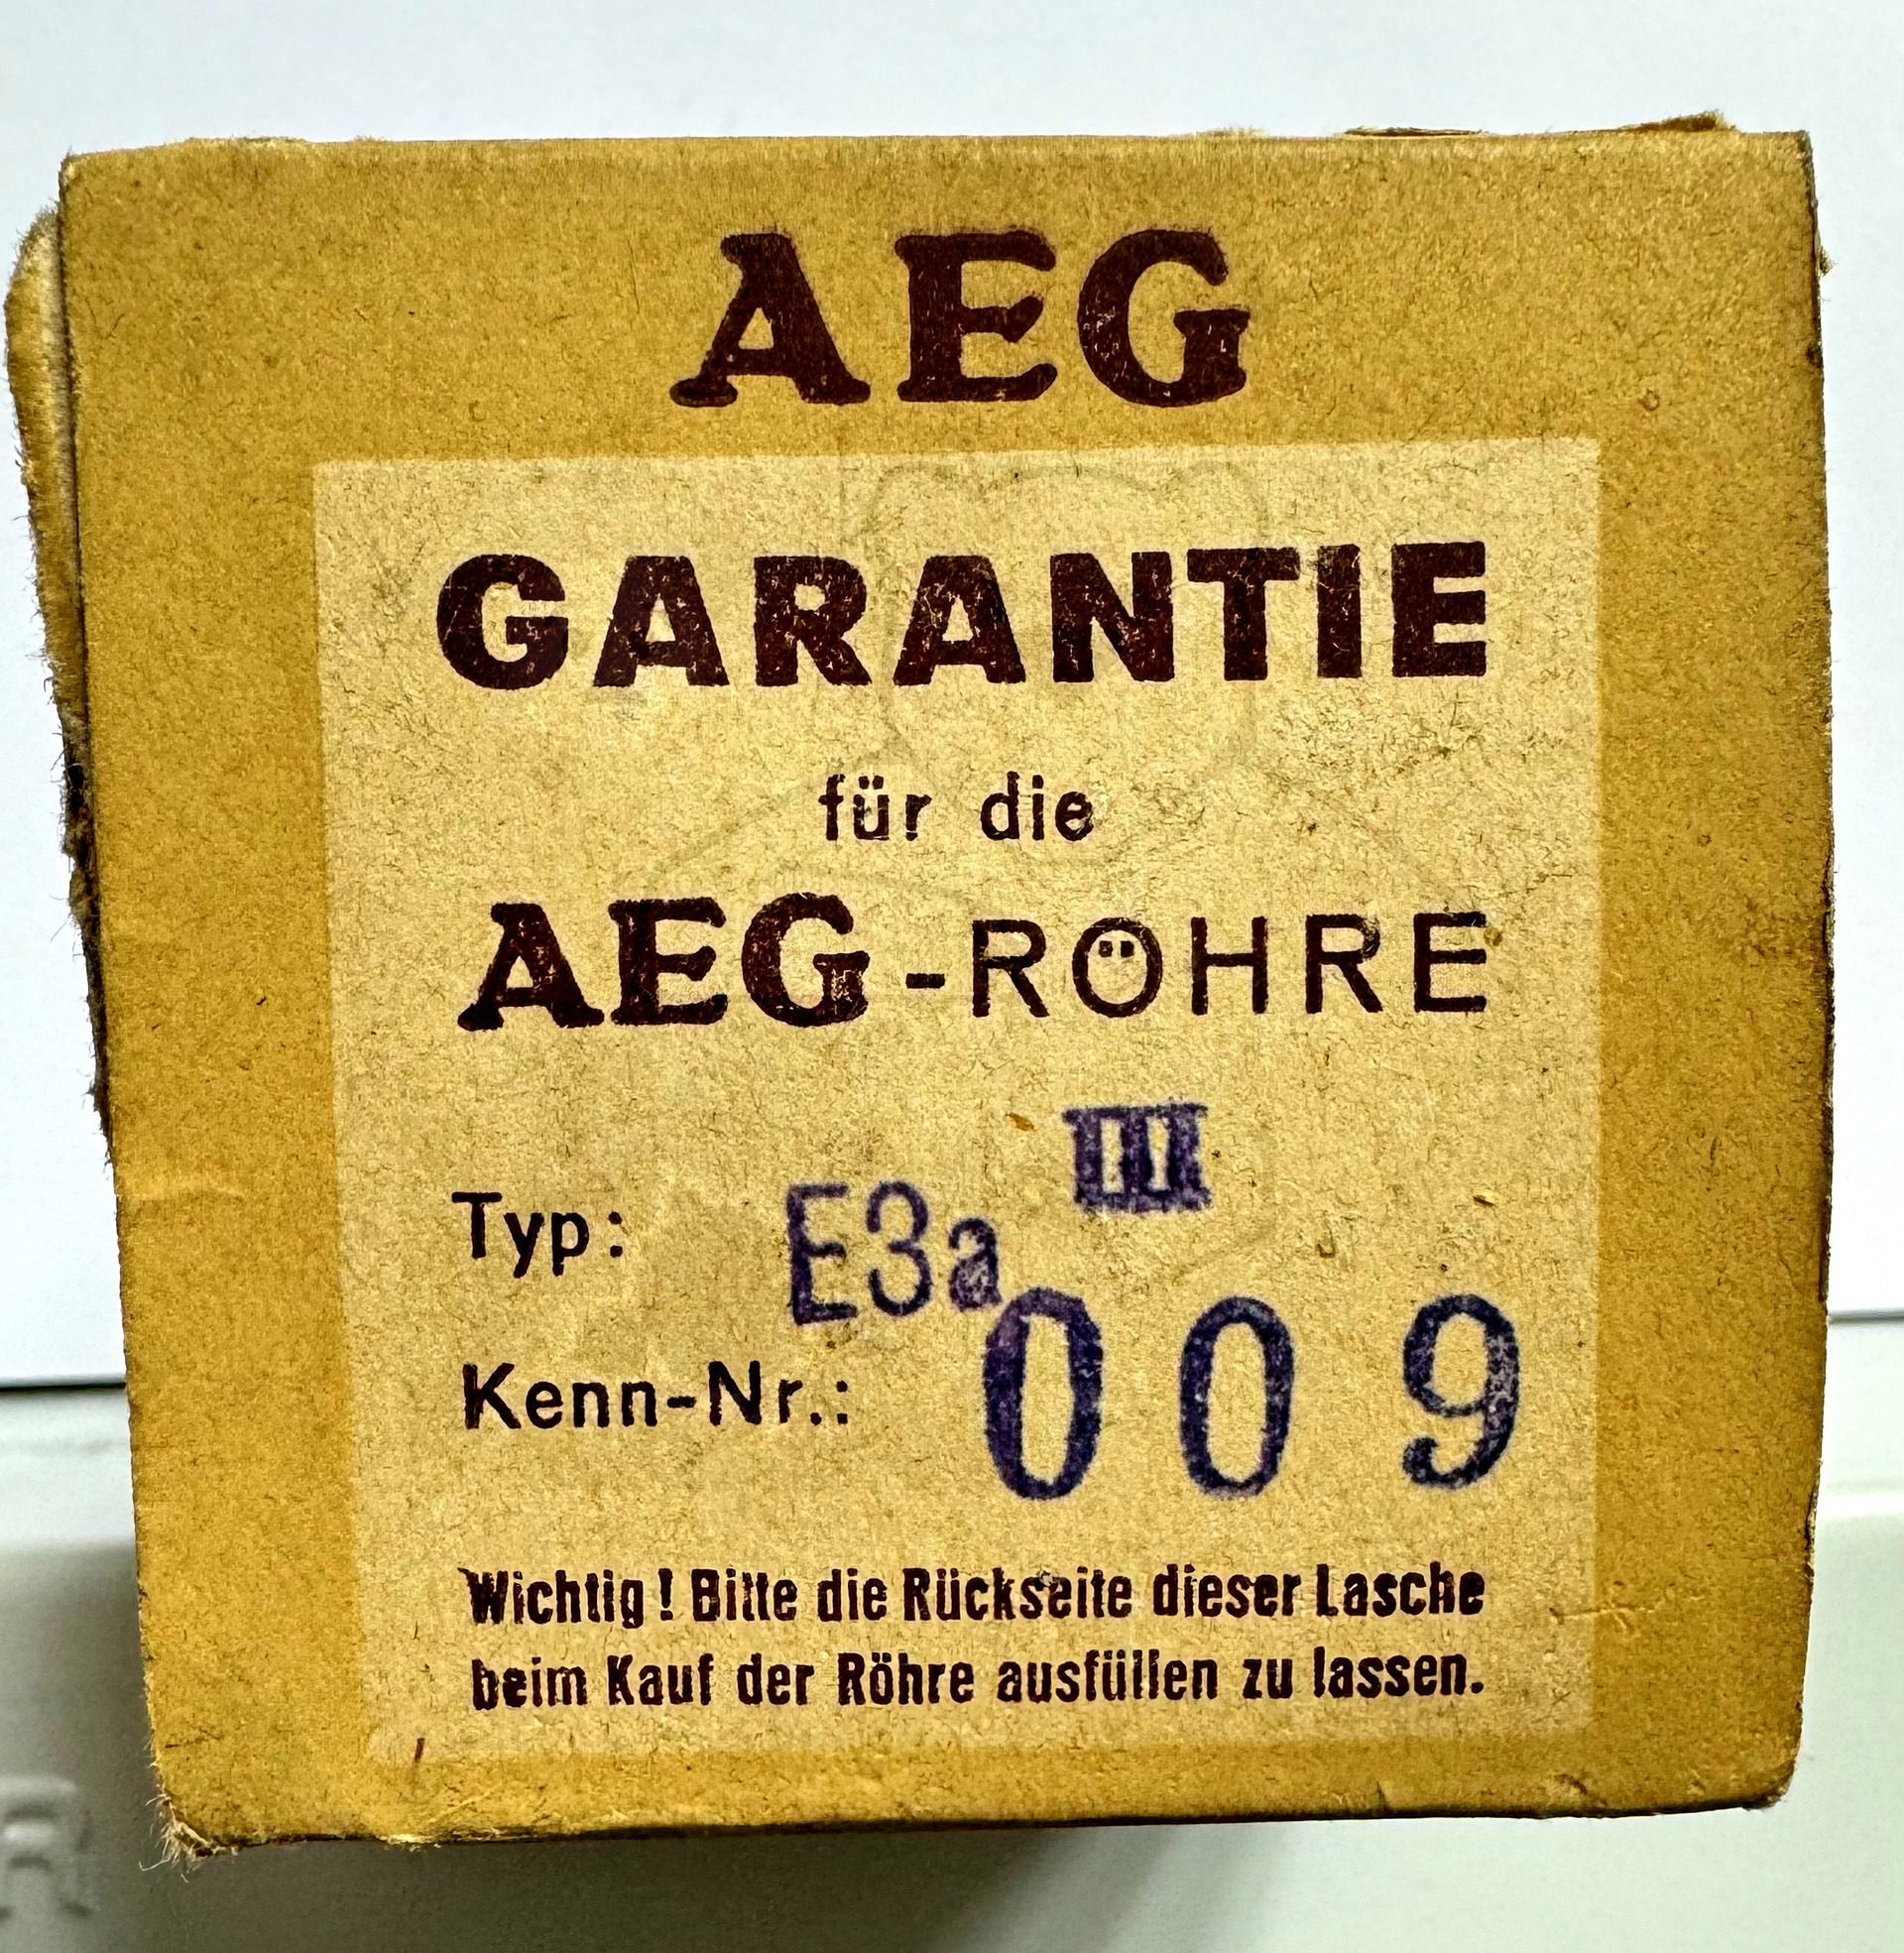 AEG
GARANTIE
für die
AEG-RÖHRE
III
Typ: E3a
Kenn-Nr.: 009
Wichtig! Bitte die Rückseite dieser Lasche
beim Kauf der Röhre ausfüllen zu lassen.
R